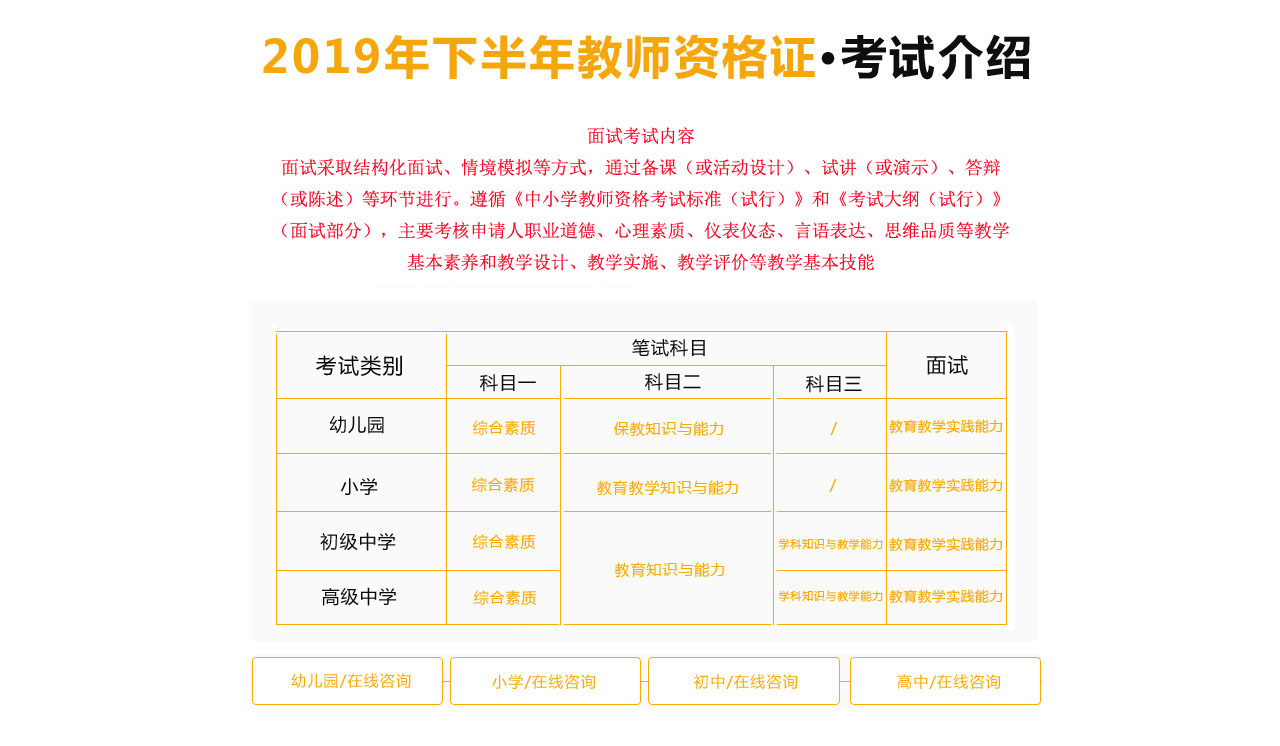 2019年下半年教师资格证·考试介绍
面试考试内容
面试采取结构化面试、情境模拟等方式，通过备课（或活动设计）、试讲（或演示）、答辩
（或陈述）等环节进行。遵循《中小学教师资格考试标准（试行）》和《考试大纲（试行）》
（面试部分），主要考核申请人职业道德、心理素质、仪表仪态、言语表达、思维品质等教学
基本素养和教学设计、教学实施、教学评价等教学基本技能
考试类别 笔试科目 面试
科目一 科目二 科目三
幼儿园 综合素质 保教知识与能力 / 教育教学实践能力
小学 综合素质 教育教学知识与能力 / 教育教学实践能力
初级中学 综合素质 教育知识与能力 学科知识与教学能力 教育教学实践能力
高级中学 综合素质 学科知识与教学能力 教育教学实践能力
幼儿园/在线咨询 小学/在线咨询 初中/在线咨询 高中/在线咨询